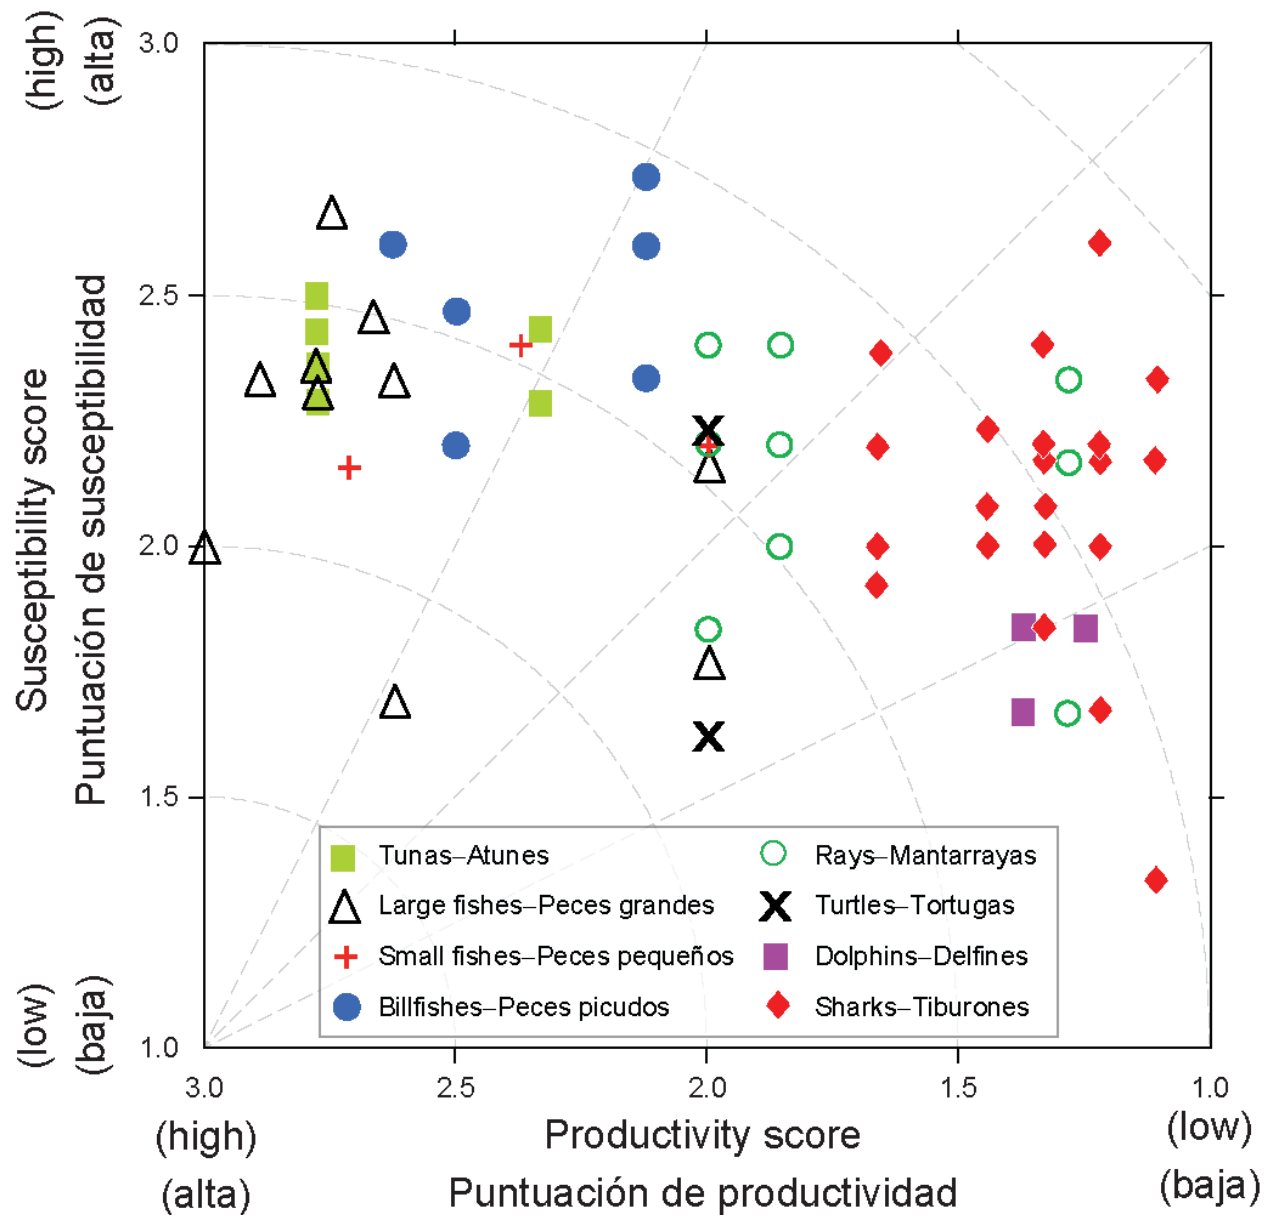 (high)
(alta)
3.0
2.5
2.0
1.5
1.0
Susceptibility score
Puntuación de susceptibilidad
(low)
(baja)
Tunas–Atunes
Large fishes–Peces grandes
Small fishes–Peces pequeños
Billfishes–Peces picudos
Rays–Mantarrayas
Turtles–Tortugas
Dolphins–Delfines
Sharks–Tiburones
3.0 2.5 2.0 1.5 1.0
(high) Productivity score (low)
(alta) Puntuación de productividad (baja)